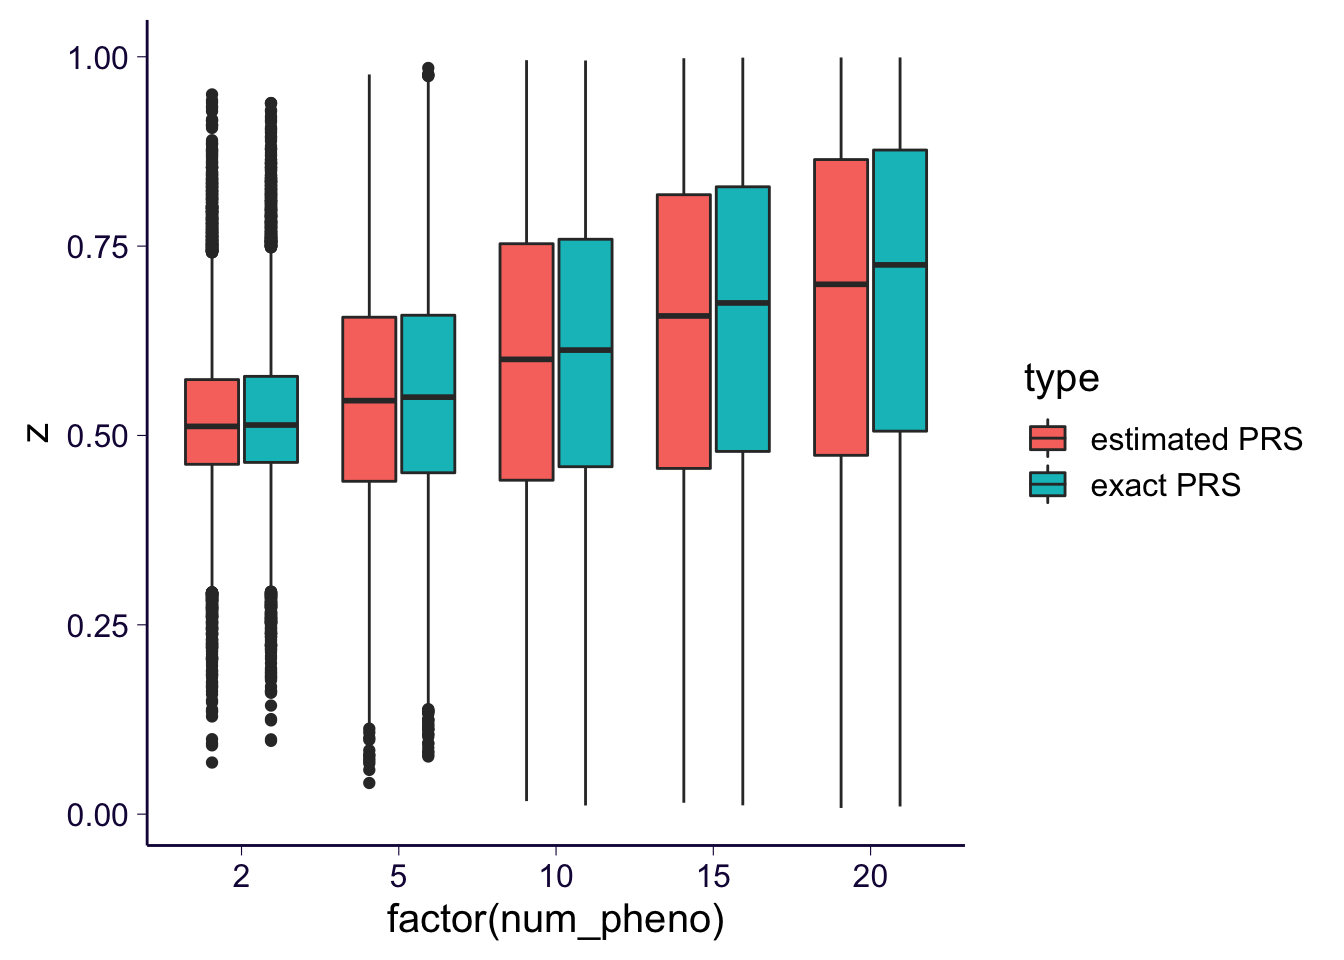 1.00
0.75
0.50
0.25
0.00
z
2 5 10 15 20
factor(num_pheno)
type
estimated PRS
exact PRS